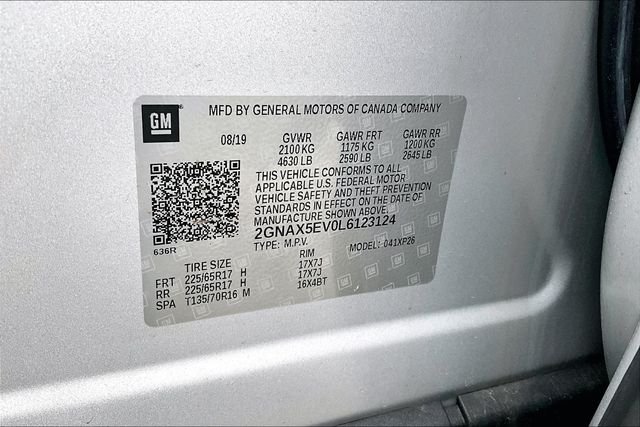 GM
MFD BY GENERAL MOTORS OF CANADA COMPANY
08/19 GVWR GAWR FRT GAWR RR
2100 KG 1175 KG 1200 KG
4630 LB 2590 LB 2645 LB
THIS VEHICLE CONFORMS TO ALL
APPLICABLE U.S. FEDERAL MOTOR
VEHICLE SAFETY AND THEFT PREVENTION
STANDARDS IN EFFECT ON THE DATE OF
MANUFACTURE SHOWN ABOVE.
2GNAX5EV0L6123124
636R
TYPE: M.P.V. MODEL: 041XP26
TIRE SIZE RIM
FRT 225/65R17 H 17X7J
RR 225/65R17 H 17X7J
SPA T135/70R16 M 16X4BT